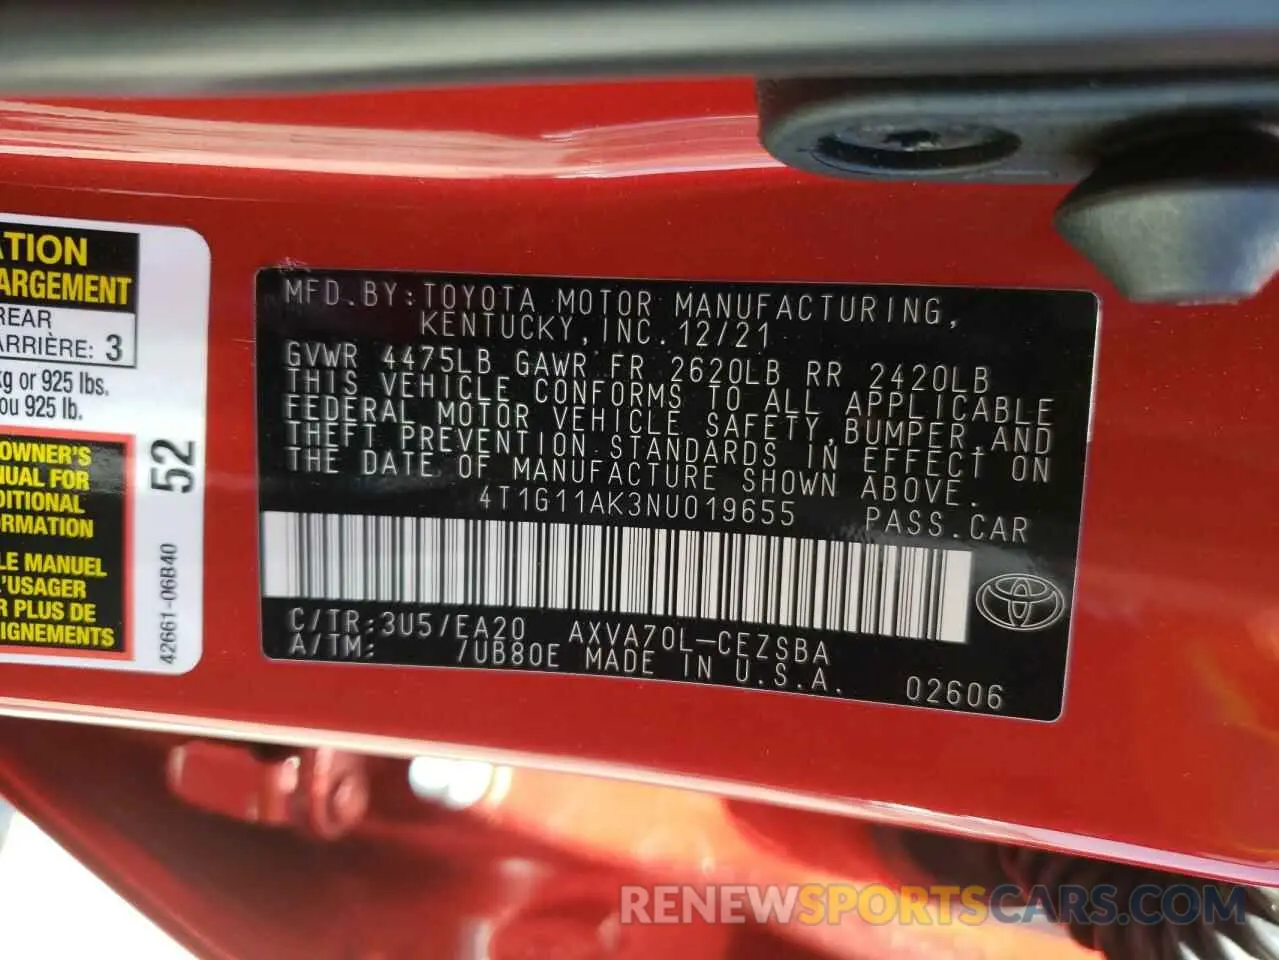 ATION
ARGEMENT
REAR
ARRIÈRE: 3
kg or 925 lbs.
ou 925 lb.
OWNER'S
NUAL FOR
DITIONAL
ORMATION
LE MANUEL
L'USAGER
R PLUS DE
IGNEMENTS
52
42661-06B40
MFD.BY:TOYOTA MOTOR MANUFACTURING,
KENTUCKY,INC.12/21
GVWR 4475LB GAWR FR 2620LB RR 2420LB
THIS VEHICLE CONFORMS TO ALL APPLICABLE
FEDERAL MOTOR VEHICLE SAFETY,BUMPER,AND
THEFT PREVENTION STANDARDS IN EFFECT ON
THE DATE OF MANUFACTURE SHOWN ABOVE.
4T1G11AK3NU019655 PASS.CAR
C/TR:3U5/EA20 AXVA70L-CEZSBA
A/TM: /UB80E MADE IN U.S.A. 02606
RENEWSPORTSCARS.COM